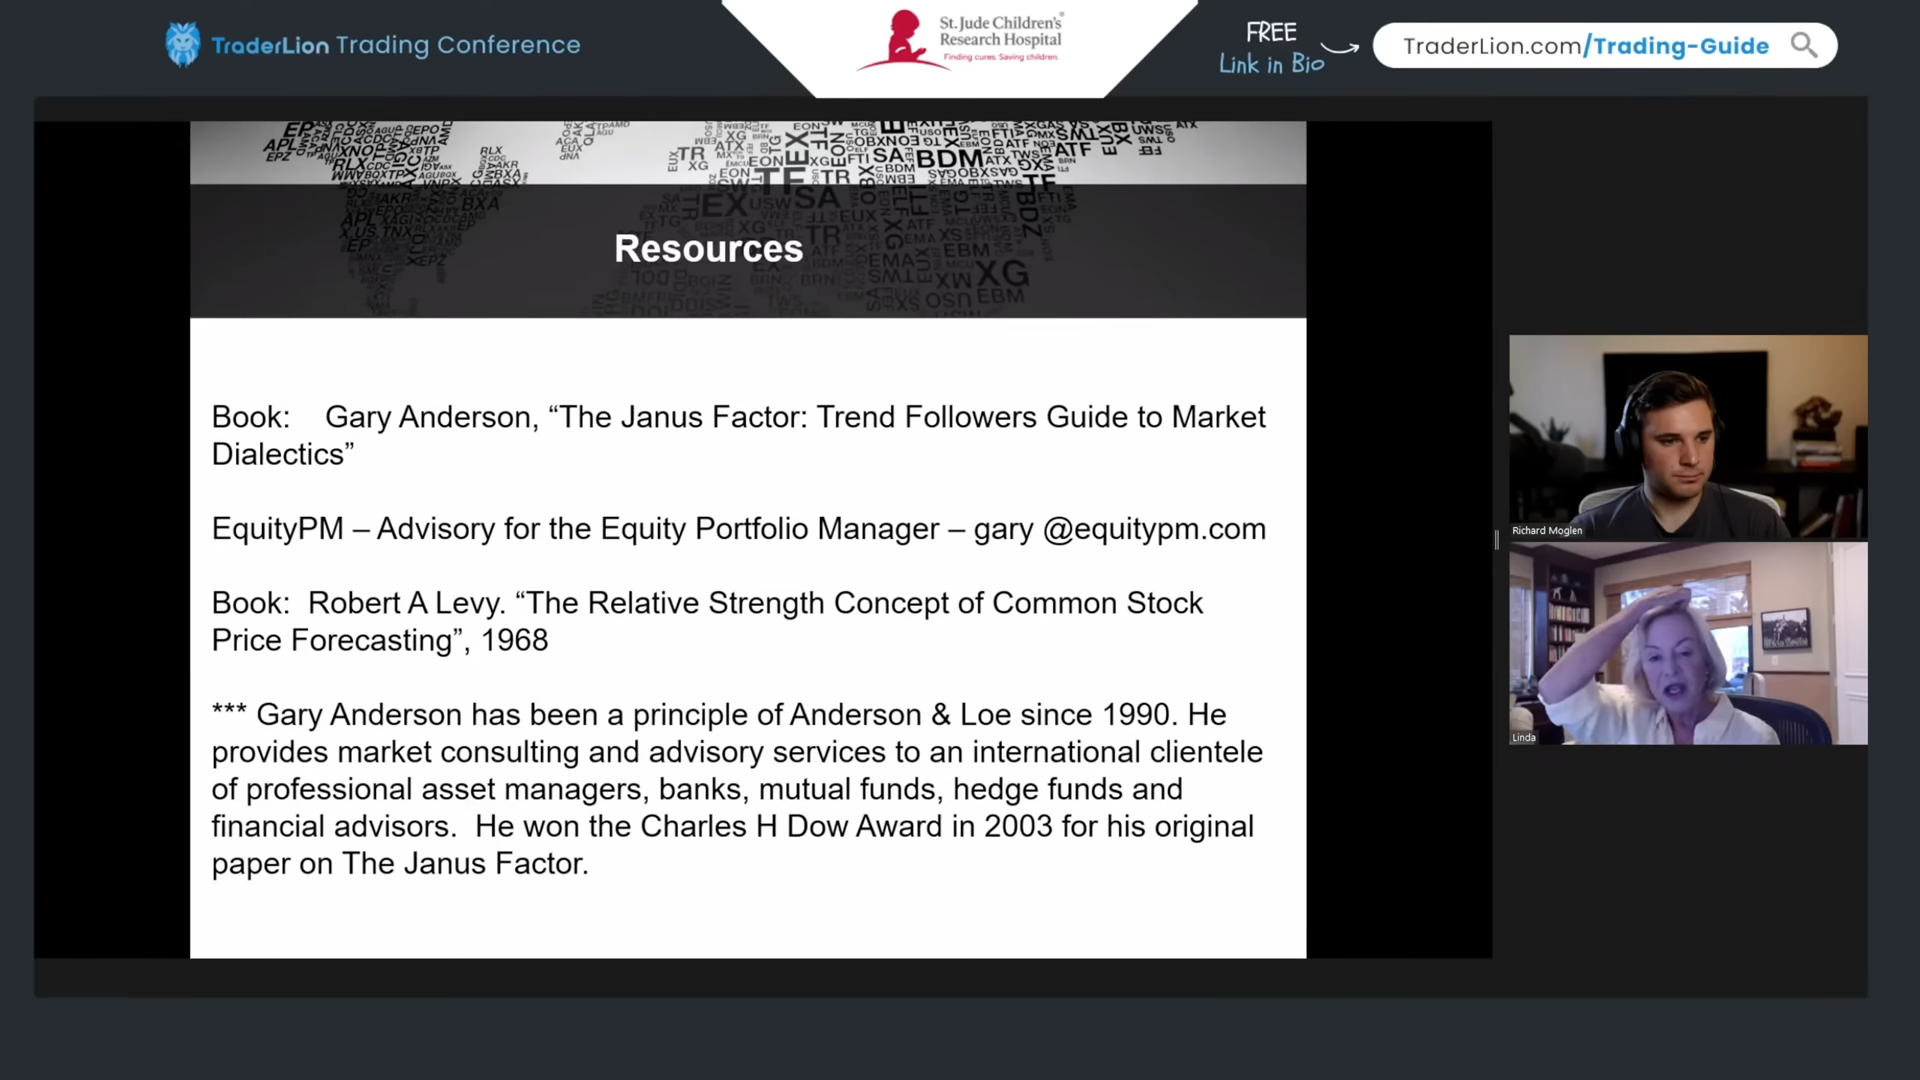 TraderLion Trading Conference
St. Jude Children's
Research Hospital
Finding cures. Saving children.
FREE
Link in Bio
TraderLion.com/Trading-Guide
Resources
Book: Gary Anderson, “The Janus Factor: Trend Followers Guide to Market
Dialectics”
EquityPM – Advisory for the Equity Portfolio Manager – gary @equitypm.com
Book: Robert A Levy. “The Relative Strength Concept of Common Stock
Price Forecasting”, 1968
*** Gary Anderson has been a principle of Anderson & Loe since 1990. He
provides market consulting and advisory services to an international clientele
of professional asset managers, banks, mutual funds, hedge funds and
financial advisors. He won the Charles H Dow Award in 2003 for his original
paper on The Janus Factor.
Richard Moglen
Linda